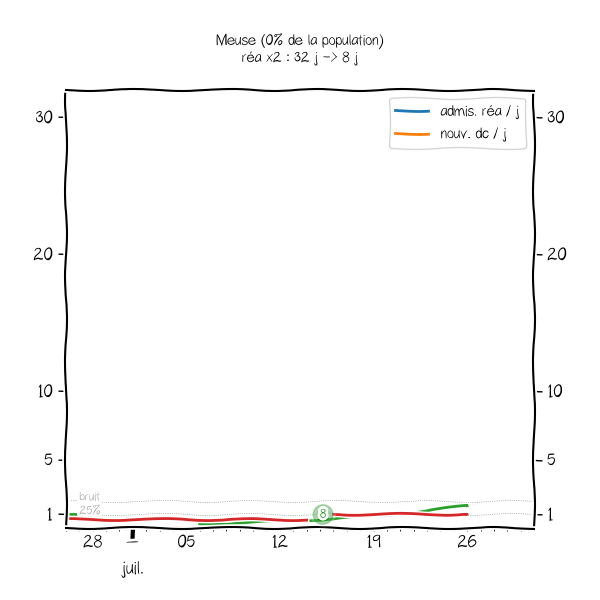 Meuse (0% de la population)
réa x2 : 32 j -> 8 j
admis. réa / j
nouv. dc / j
30
30
20
20
10
10
5
5
bruit
25%
1
8
1
28
05
12
19
26
juil.